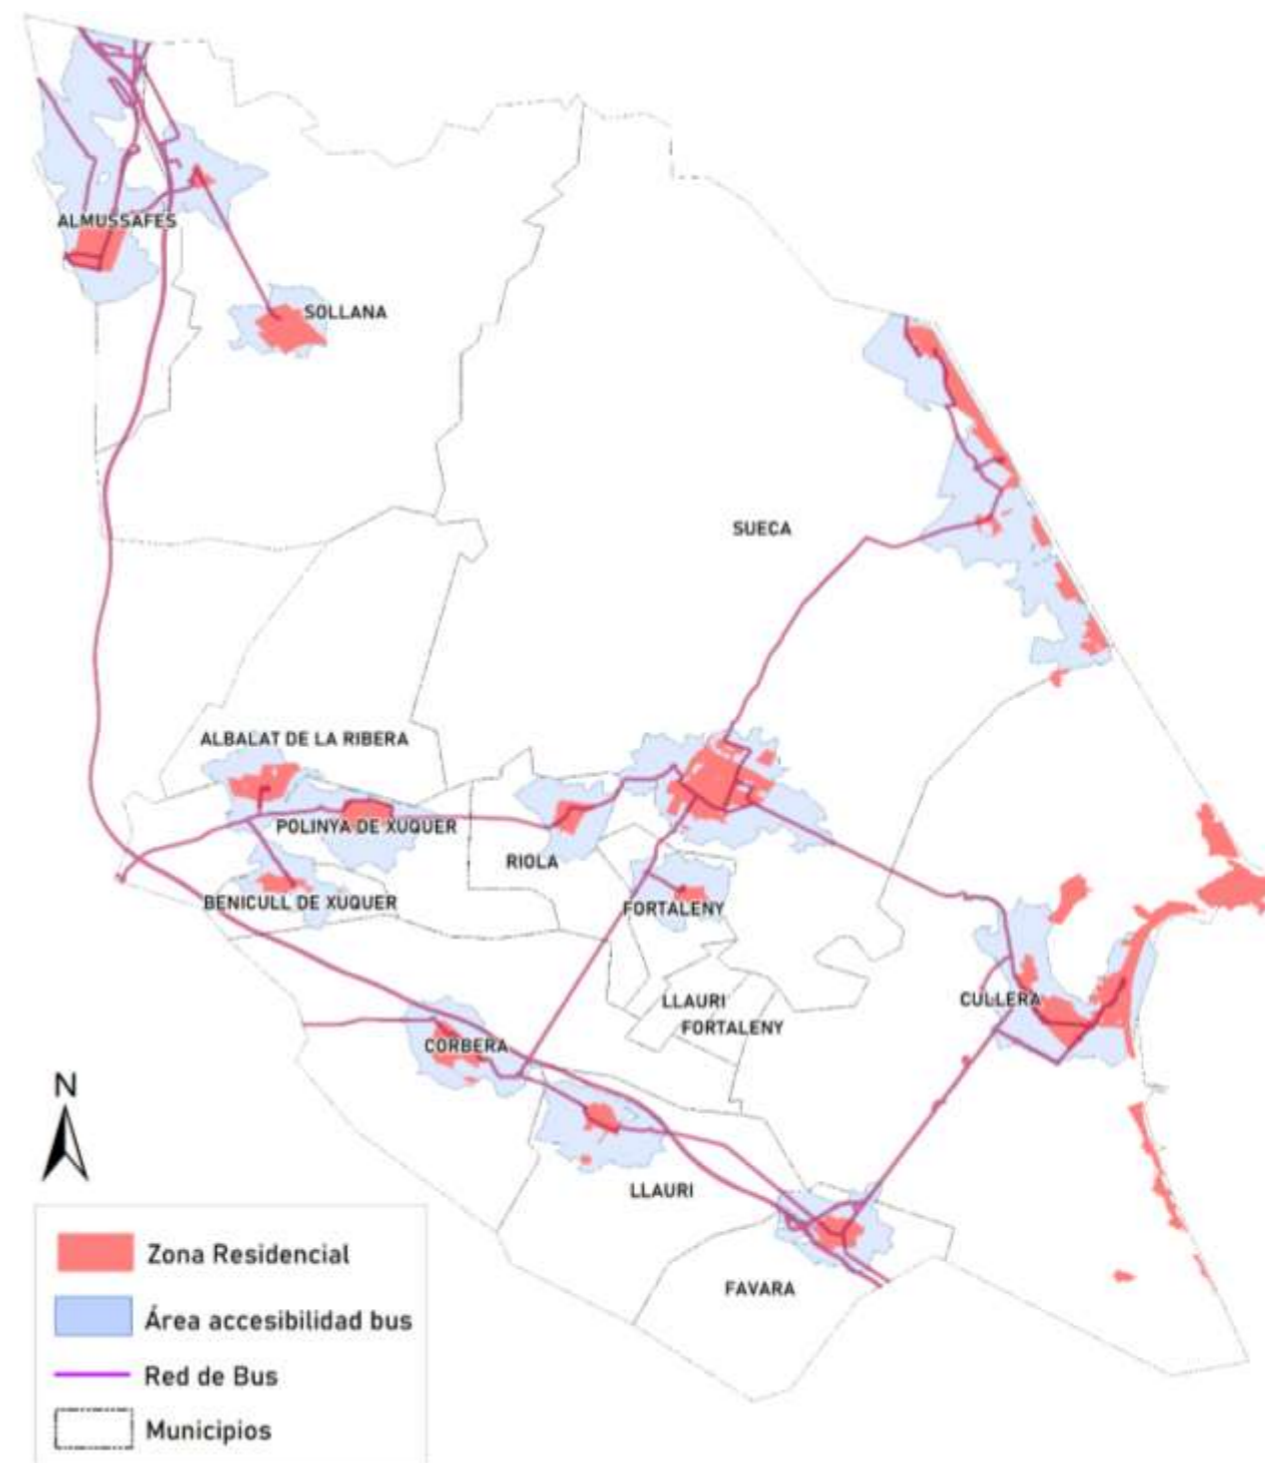 ALMUSSAFES
SOLLANA
SUECA
ALBALAT DE LA RIBERA
POLINYA DE XUQUER
RIOLA
BENICULL DE XUQUER
FORTALENY
LLAURI
FORTALENY
CULLERA
CORBERA
LLAURI
FAVARA
N
Zona Residencial
Área accesibilidad bus
Red de Bus
Municipios